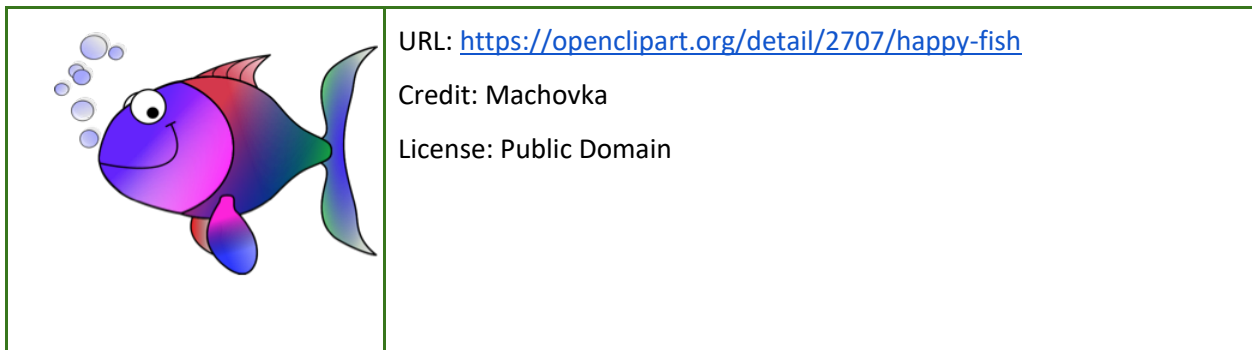 URL: https://openclipart.org/detail/2707/happy-fish
Credit: Machovka
License: Public Domain